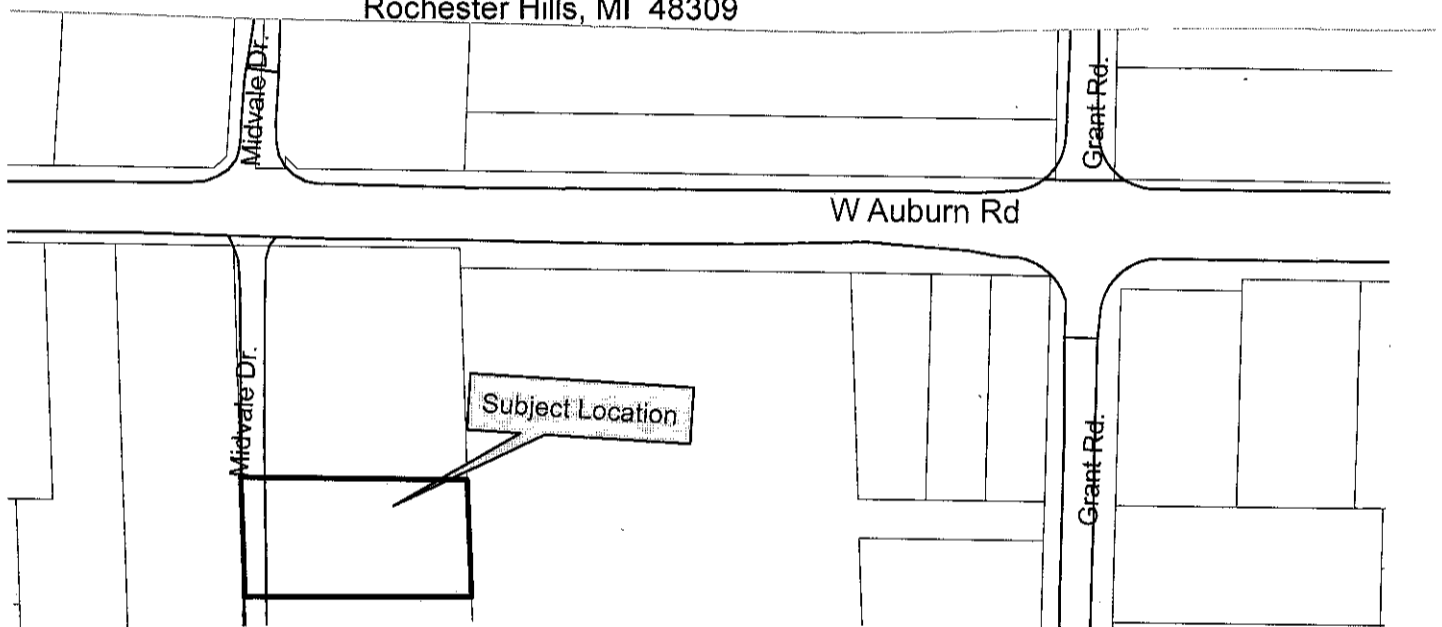 Rochester Hills, MI 48309
Midvale Dr.
Grant Rd.
W Auburn Rd
Midvale Dr.
Subject Location
Grant Rd.